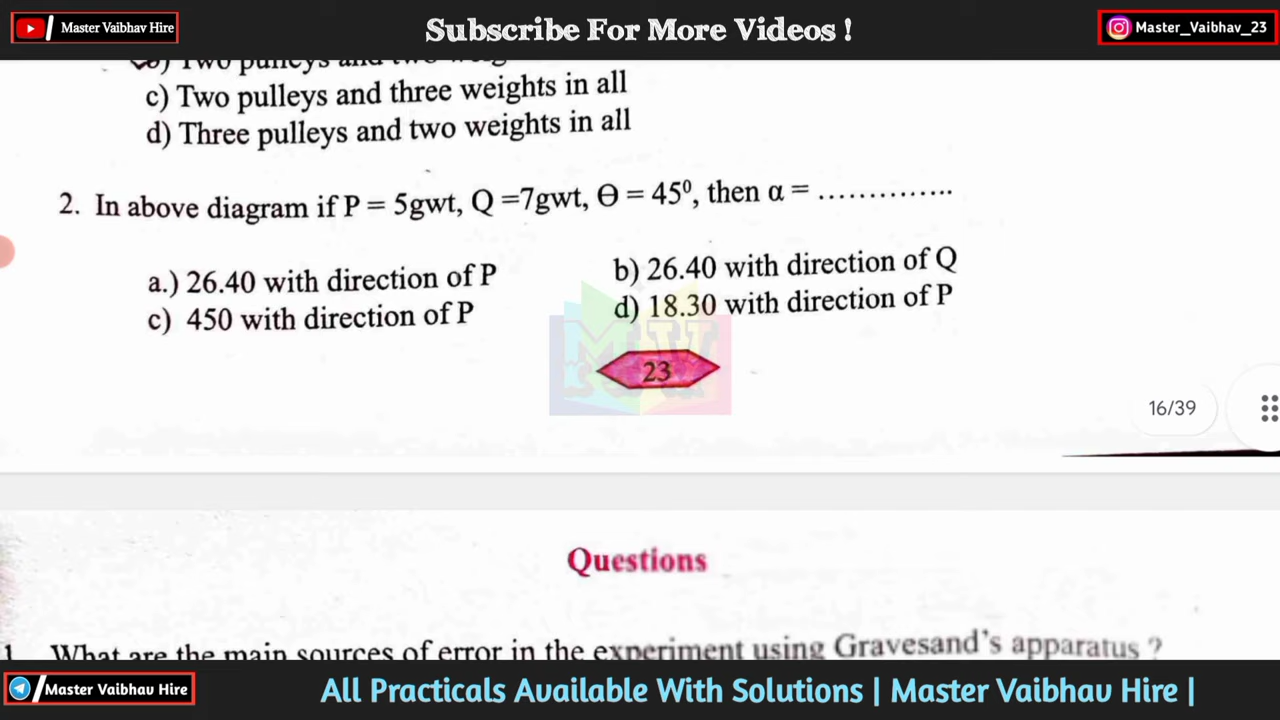 Master Vaibhav Hire
Subscribe For More Videos !
Master_Vaibhav_23
b) Two pulleys and two
c) Two pulleys and three weights in all
d) Three pulleys and two weights in all
2. In above diagram if P = 5gwt, Q =7gwt, Θ = 45⁰, then α = ..............
a.) 26.40 with direction of P
b) 26.40 with direction of Q
c) 450 with direction of P
d) 18.30 with direction of P
23
16/39
Questions
1 What are the main sources of error in the experiment using Gravesand's apparatus ?
Master Vaibhav Hire
All Practicals Available With Solutions | Master Vaibhav Hire |